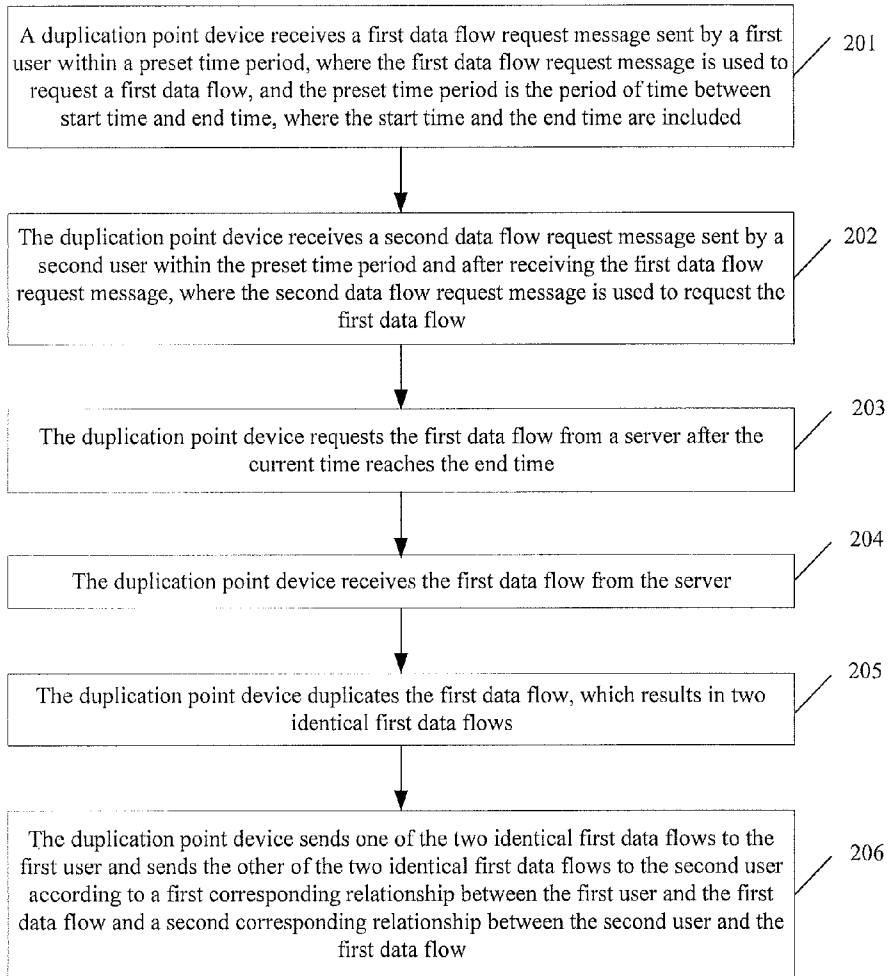 A duplication point device receives a first data flow request message sent by a first
user within a preset time period, where the first data flow request message is used to
request a first data flow, and the preset time period is the period of time between
start time and end time, where the start time and the end time are included
201
The duplication point device receives a second data flow request message sent by a
second user within the preset time period and after receiving the first data flow
request message, where the second data flow request message is used to request the
first data flow
202
The duplication point device requests the first data flow from a server after the
current time reaches the end time
203
The duplication point device receives the first data flow from the server
204
The duplication point device duplicates the first data flow, which results in two
identical first data flows
205
The duplication point device sends one of the two identical first data flows to the
first user and sends the other of the two identical first data flows to the second user
according to a first corresponding relationship between the first user and the first
data flow and a second corresponding relationship between the second user and the
first data flow
206